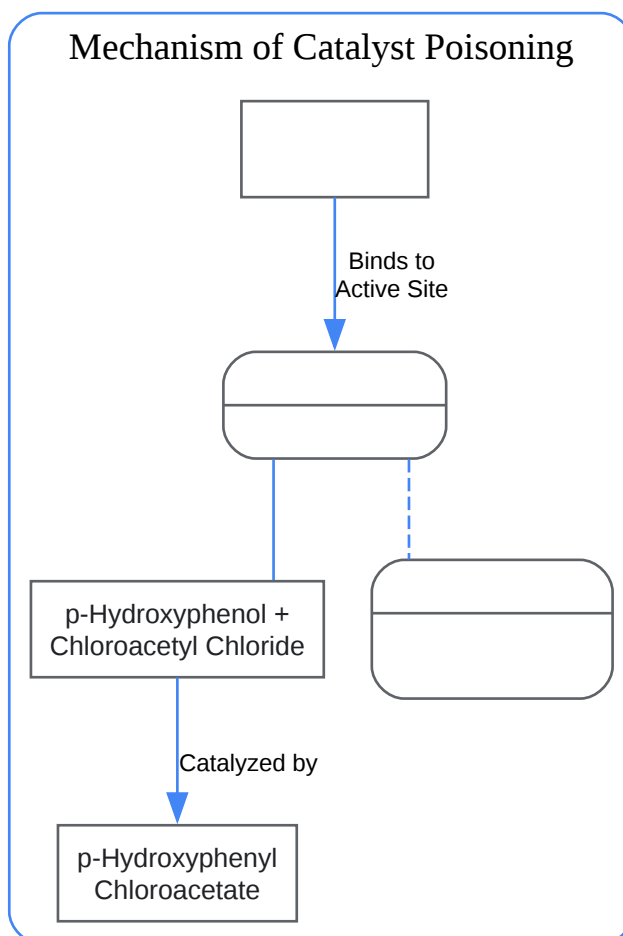 Mechanism of Catalyst Poisoning
Binds to
Active Site
p-Hydroxyphenol +
Chloroacetyl Chloride
Catalyzed by
p-Hydroxyphenyl
Chloroacetate